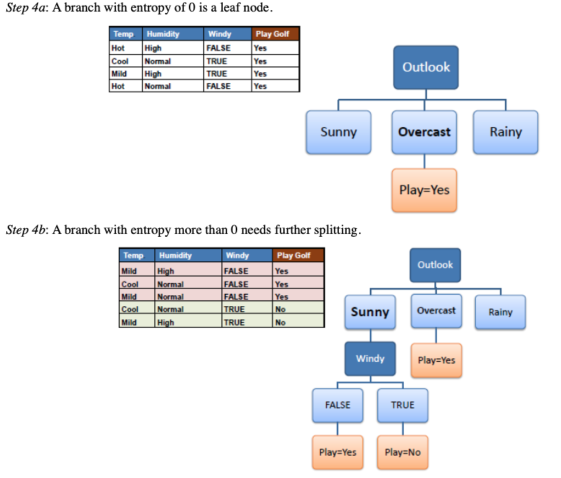 Step 4a: A branch with entropy of 0 is a leaf node.
Temp Humidity Windy Play Golf
Hot High FALSE Yes
Cool Normal TRUE Yes
Mild High TRUE Yes
Hot Normal FALSE Yes
Outlook
Sunny Overcast Rainy
Play=Yes
Step 4b: A branch with entropy more than 0 needs further splitting.
Temp Humidity Windy Play Golf
Mild High FALSE Yes
Cool Normal FALSE Yes
Mild Normal FALSE Yes
Cool Normal TRUE No
Mild High TRUE No
Outlook
Sunny Overcast Rainy
Windy Play=Yes
FALSE TRUE
Play=Yes Play=No